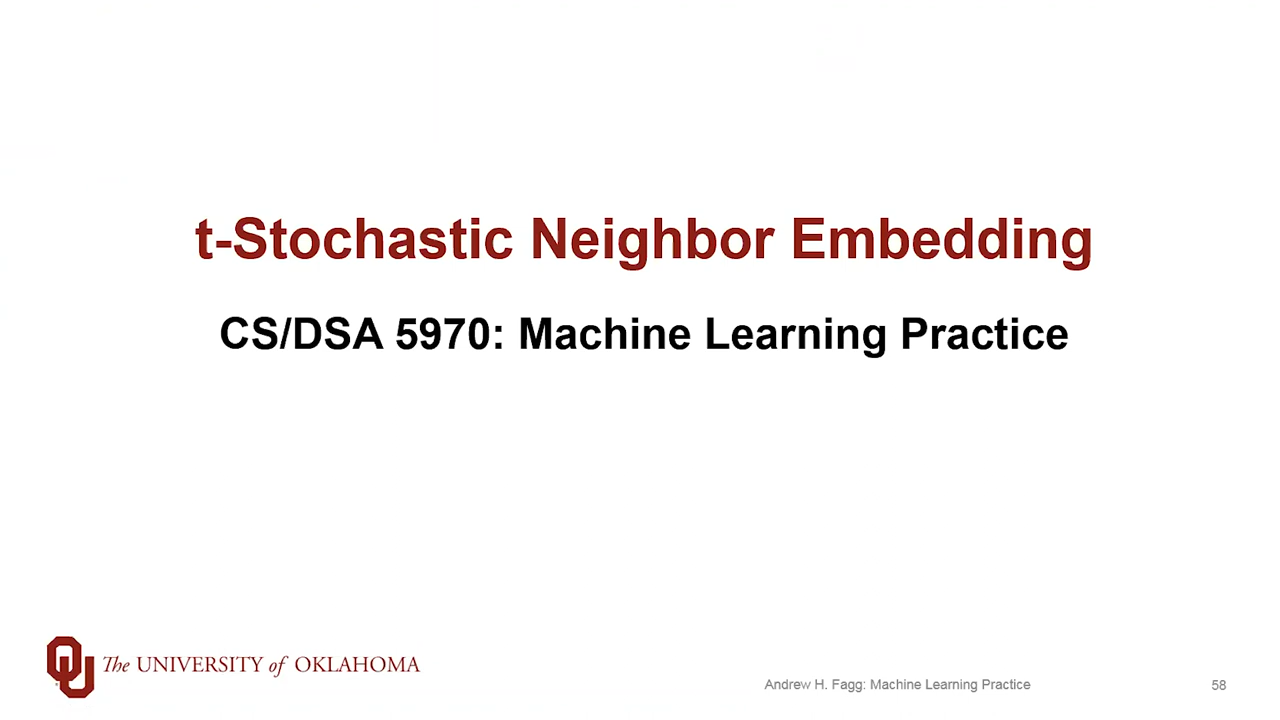 t-Stochastic Neighbor Embedding
CS/DSA 5970: Machine Learning Practice
The UNIVERSITY of OKLAHOMA
Andrew H. Fagg: Machine Learning Practice
58